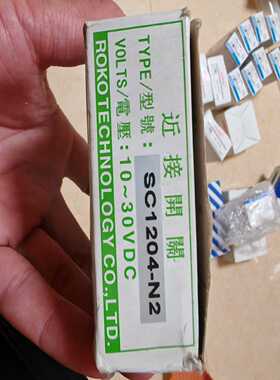 近接開關
TYPE/型號: SC1204-N2
VOLTS/電壓: 10~30VDC
ROKO TECHNOLOGY CO.,LTD.